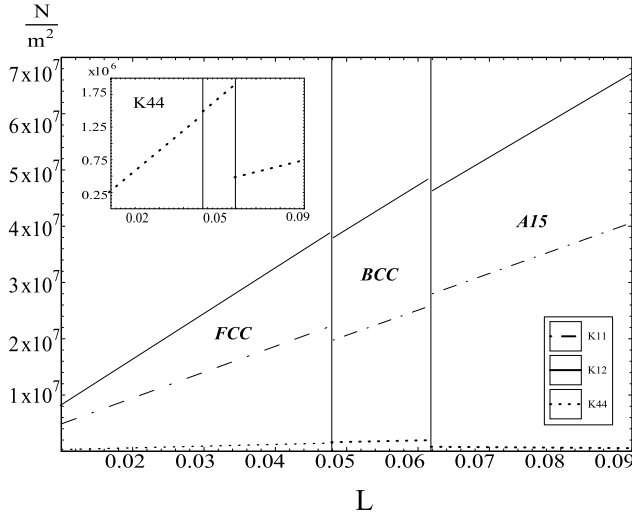 N
m²
7x10⁷
6x10⁷
5x10⁷
4x10⁷
3x10⁷
2x10⁷
1x10⁷
x10⁶
1.75
1.25
0.75
0.25
K44
0.02 0.05 0.09
FCC
BCC
A15
K11
K12
K44
0.02 0.03 0.04 0.05 0.06 0.07 0.08 0.09
L